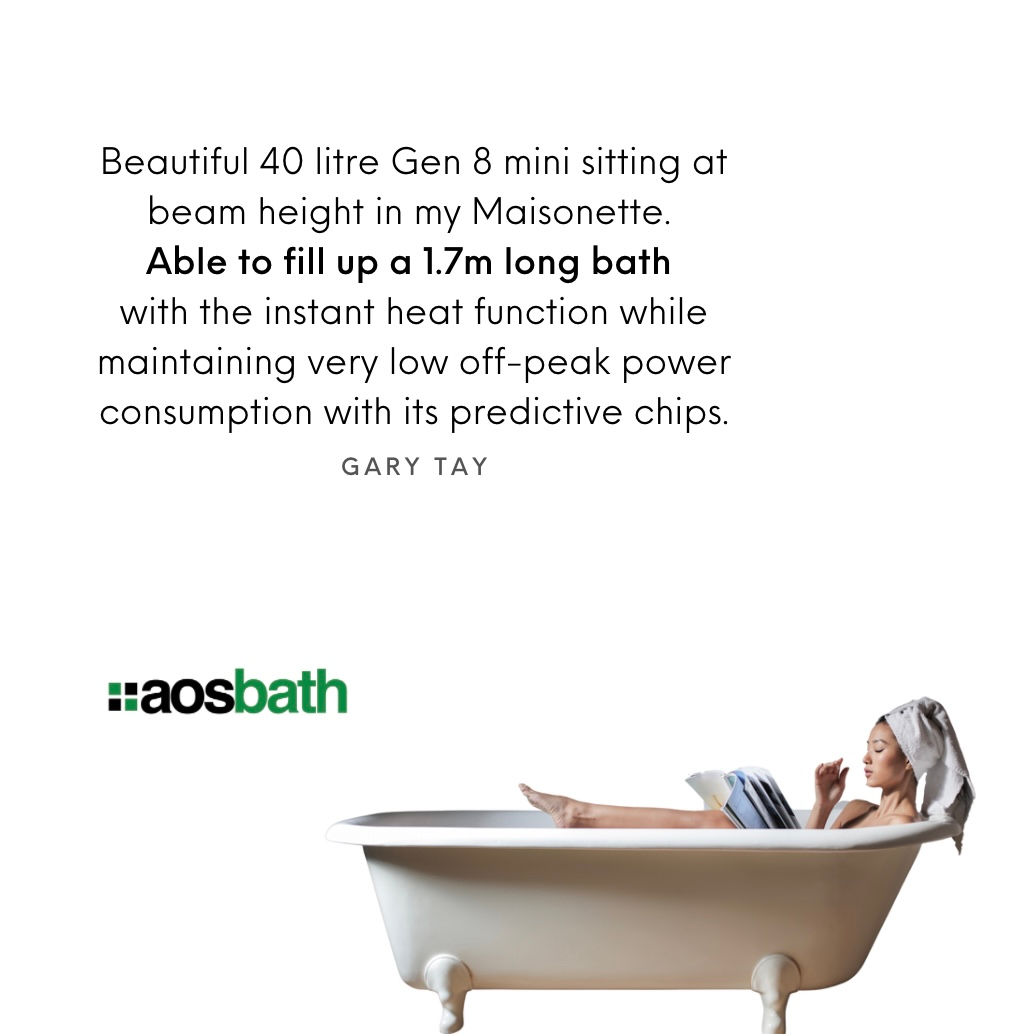 Beautiful 40 litre Gen 8 mini sitting at
beam height in my Maisonette.
Able to fill up a 1.7m long bath
with the instant heat function while
maintaining very low off-peak power
consumption with its predictive chips.
GARY TAY
aosbath